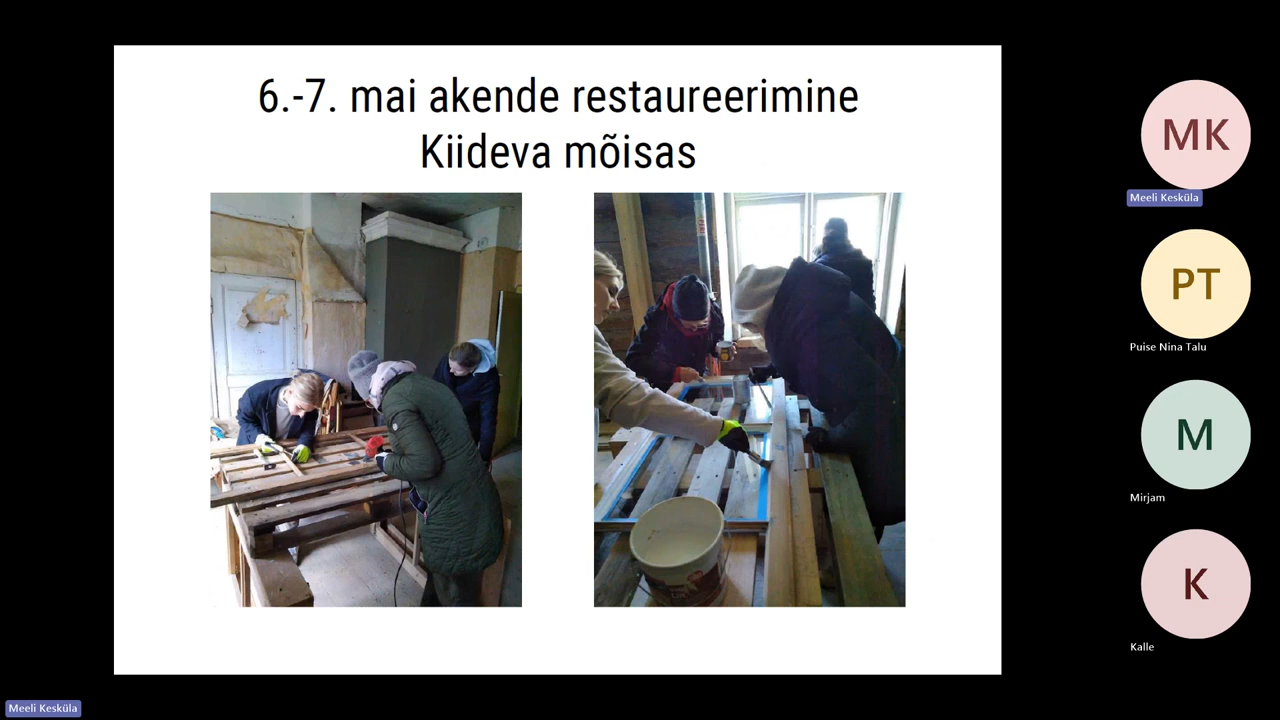 6.-7. mai akende restaureerimine
Kiideva mõisas
MK
Meeli Kesküla
PT
Puise Nina Talu
M
Mirjam
K
Kalle
Meeli Kesküla